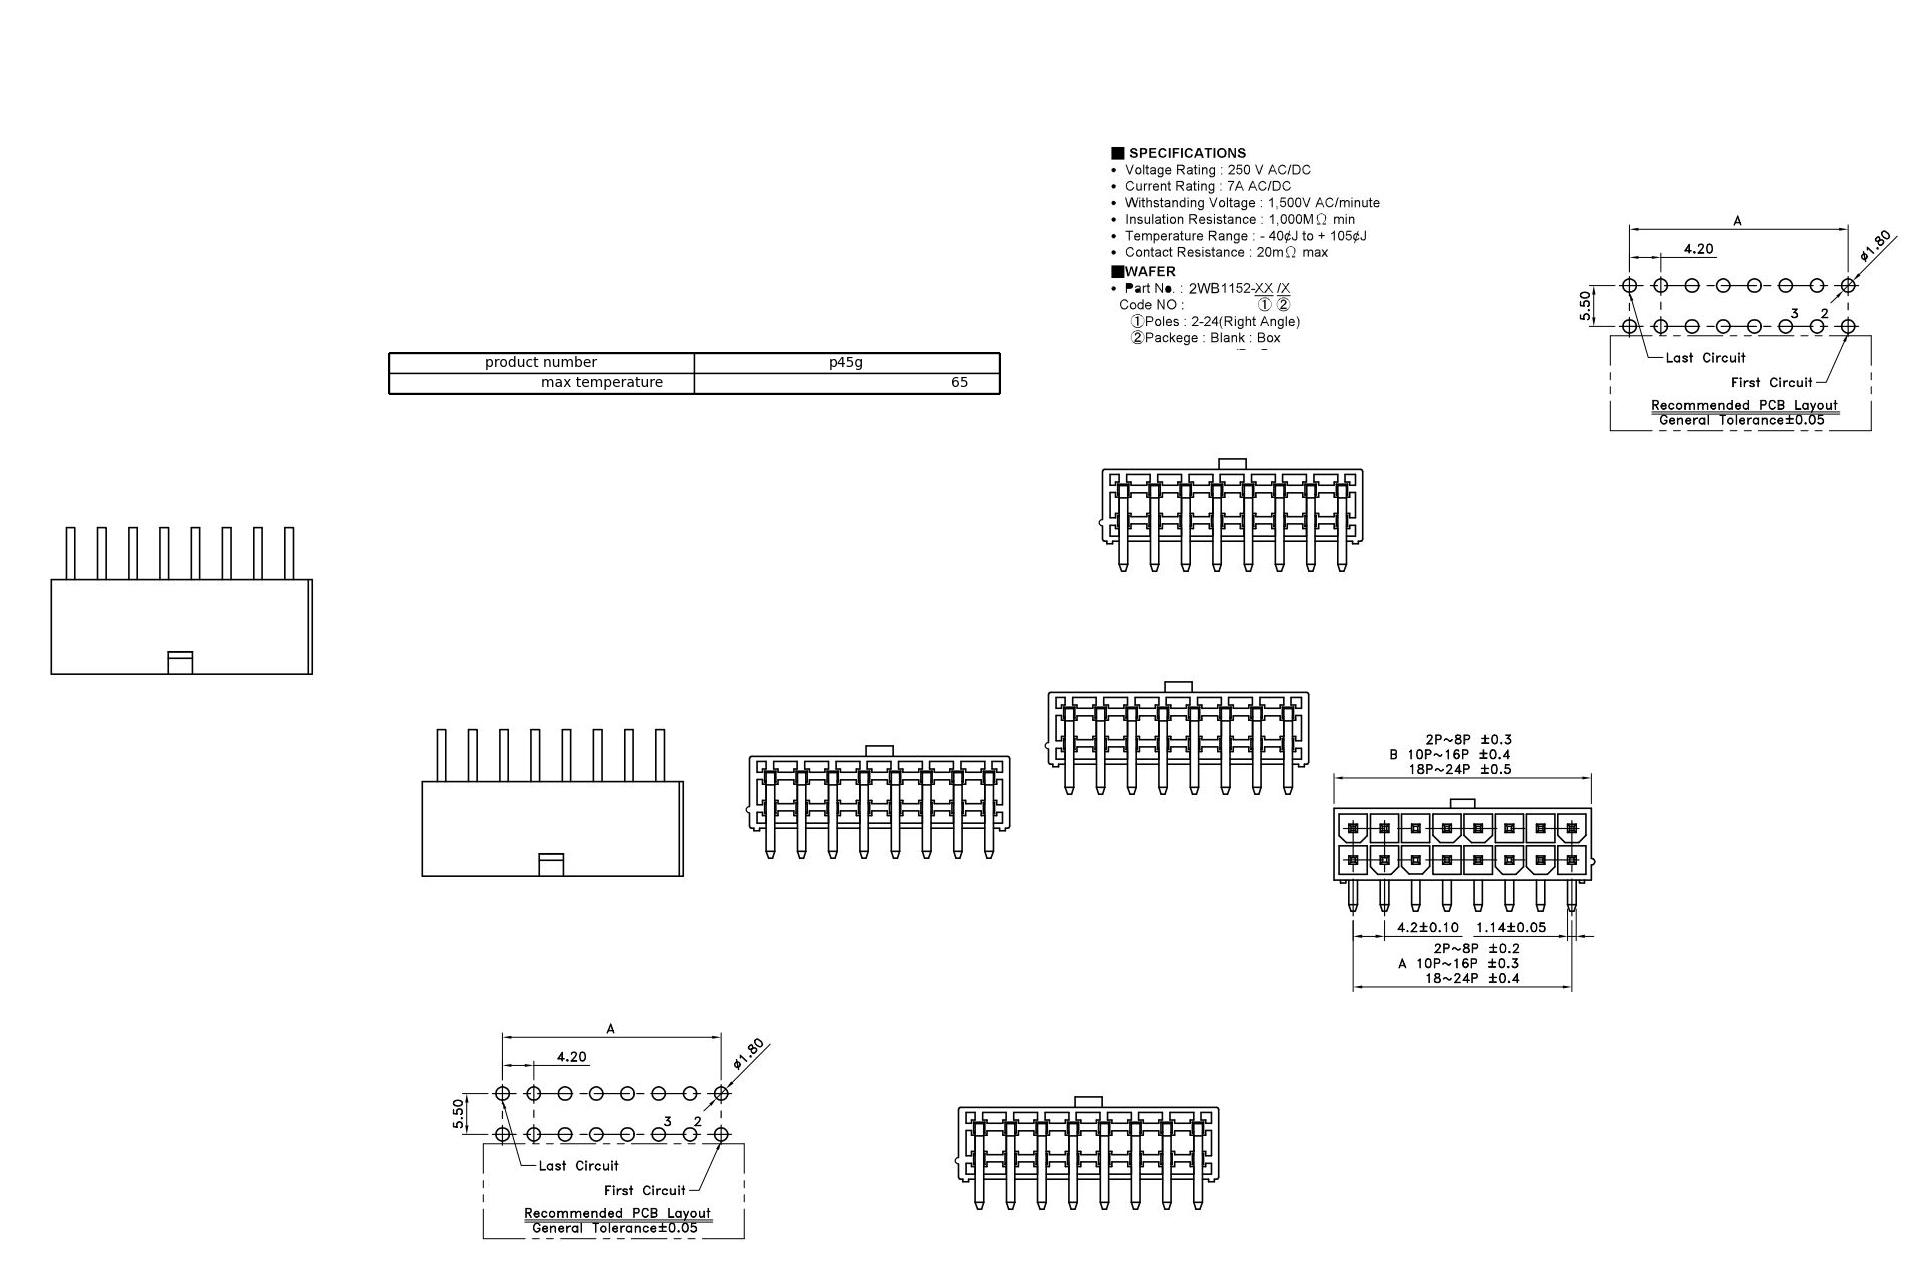 ■ SPECIFICATIONS
• Voltage Rating : 250 V AC/DC
• Current Rating : 7A AC/DC
• Withstanding Voltage : 1,500V AC/minute
• Insulation Resistance : 1,000MΩ min
• Temperature Range : - 40¢J to + 105¢J
• Contact Resistance : 20mΩ max
■WAFER
• Part No. : 2WB1152-XX /X
Code NO : ① ②
①Poles : 2-24(Right Angle)
②Packege : Blank : Box
A
4.20
ø1.80
5.50
3 2
Last Circuit
First Circuit
Recommended PCB Layout
General Tolerance±0.05
product number p45g
max temperature 65
2P~8P ±0.3
B 10P~16P ±0.4
18P~24P ±0.5
4.2±0.10 1.14±0.05
2P~8P ±0.2
A 10P~16P ±0.3
18~24P ±0.4
A
4.20
ø1.80
5.50
3 2
Last Circuit
First Circuit
Recommended PCB Layout
General Tolerance±0.05